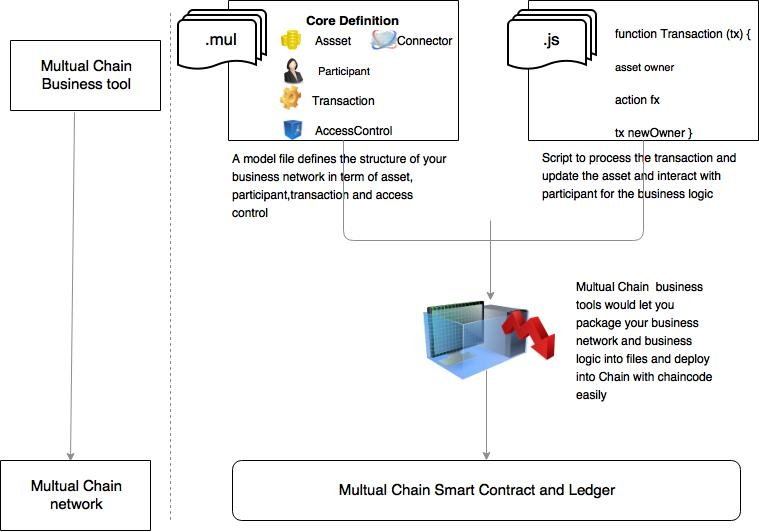 Multual Chain
Business tool
.mul
Core Definition
Assset
Connector
Participant
Transaction
AccessControl
A model file defines the structure of your
business network in term of asset,
participant,transaction and access
control
.js
function Transaction (tx) {
asset owner
action fx
tx newOwner }
Script to process the transaction and
update the asset and interact with
participant for the business logic
Multual Chain  business
tools would let you
package your business
network and business
logic into files and deploy
into Chain with chaincode
easily
Multual Chain
network
Multual Chain Smart Contract and Ledger